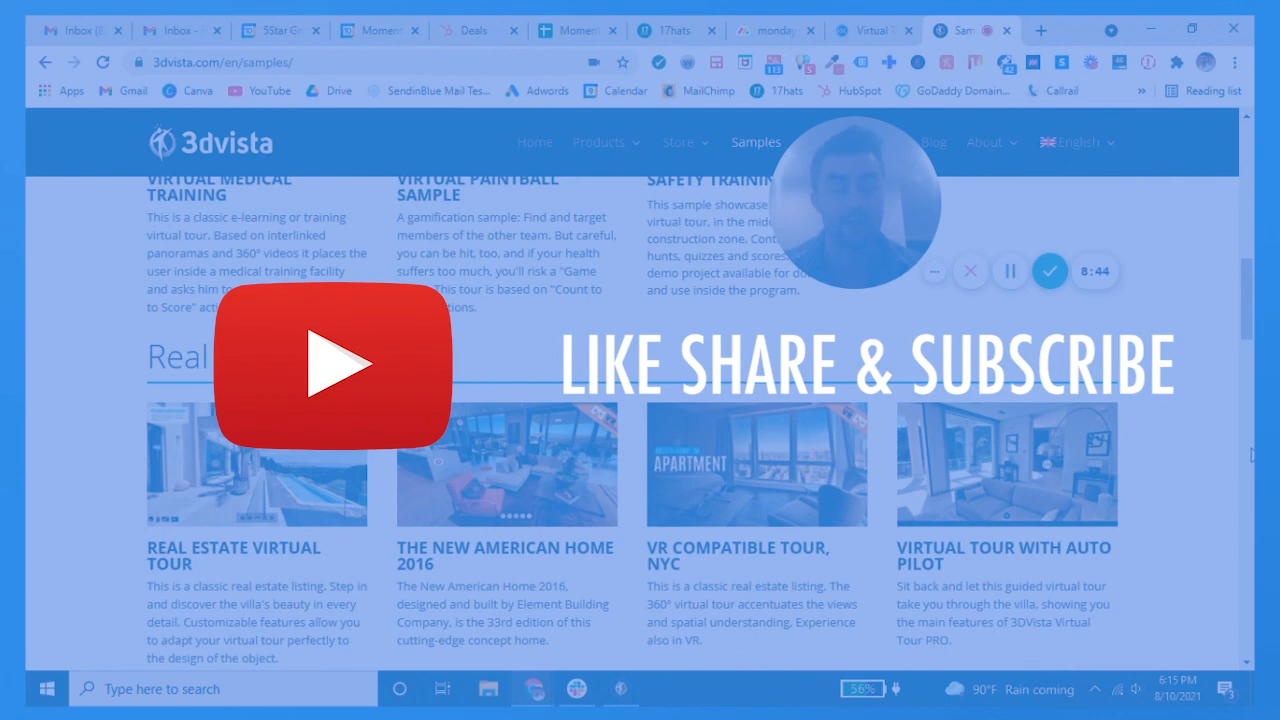 Inbox (E
Inbox -
5Star Gr
Moment
Deals
Moment
17hats
monday
Virtual T
Sam
3dvista.com/en/samples/
Apps
Gmail
Canva
YouTube
Drive
SendinBlue Mail Tes...
Adwords
Calendar
MailChimp
17hats
HubSpot
GoDaddy Domain...
Callrail
»
Reading list
3dvista
Home
Products
Store
Samples
Blog
About
English
VIRTUAL MEDICAL
TRAINING
This is a classic e-learning or training
virtual tour. Based on interlinked
panoramas and 360º videos it places the
user inside a medical training facility
and asks him to
to Score" acti
VIRTUAL PAINTBALL
SAMPLE
A gamification sample: Find and target
members of the other team. But careful,
you can be hit, too, and if your health
suffers too much, you'll risk a "Game
This tour is based on "Count to
tions.
SAFETY TRAININ
This sample showcase
virtual tour, in the midd
construction zone. Cont
hunts, quizzes and scores.
demo project available for do
and use inside the program.
8:44
Real
LIKE SHARE & SUBSCRIBE
APARTMENT
REAL ESTATE VIRTUAL
TOUR
This is a classic real estate listing. Step in
and discover the villa's beauty in every
detail. Customizable features allow you
to adapt your virtual tour perfectly to
the design of the object.
THE NEW AMERICAN HOME
2016
The New American Home 2016,
designed and built by Element Building
Company, is the 33rd edition of this
cutting-edge concept home.
VR COMPATIBLE TOUR,
NYC
This is a classic real estate listing. The
360º virtual tour accentuates the views
and spatial understanding. Experience
also in VR.
VIRTUAL TOUR WITH AUTO
PILOT
Sit back and let this guided virtual tour
take you through the villa, showing you
the main features of 3DVista Virtual
Tour PRO.
Type here to search
56%
90°F Rain coming
6:15 PM
8/10/2021
3